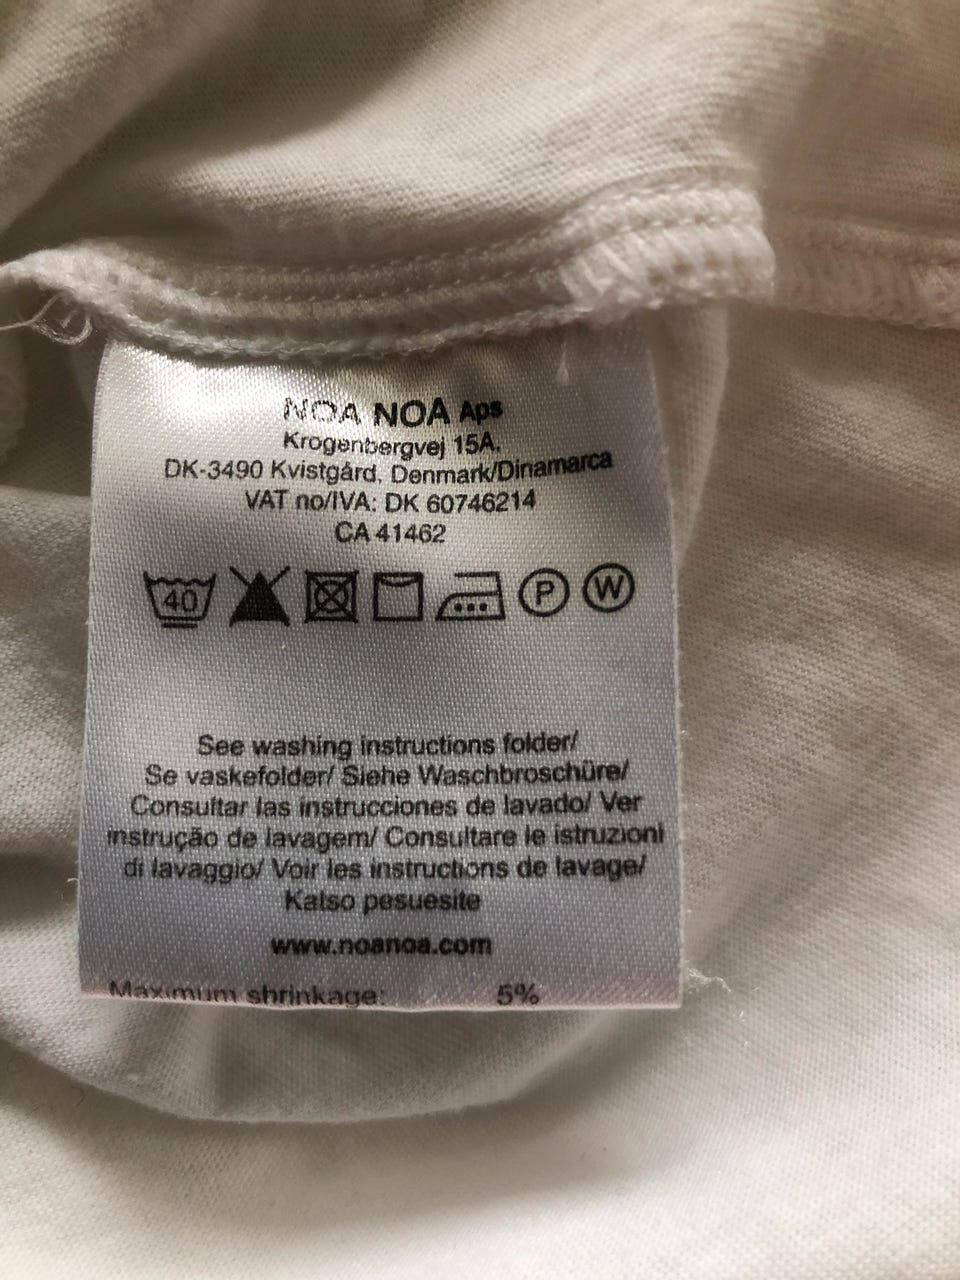 NOA NOA Aps
Krogenbergvej 15A,
DK-3490 Kvistgård, Denmark/Dinamarca
VAT no/IVA: DK 60746214
CA 41462
40 P W
See washing instructions folder/
Se vaskefolder/ Siehe Waschbroschüre/
Consultar las instrucciones de lavado/ Ver
instrução de lavagem/ Consultare le istruzioni
di lavaggio/ Voir les instructions de lavage/
Katso pesuesite
www.noanoa.com
Maximum shrinkage: 5%